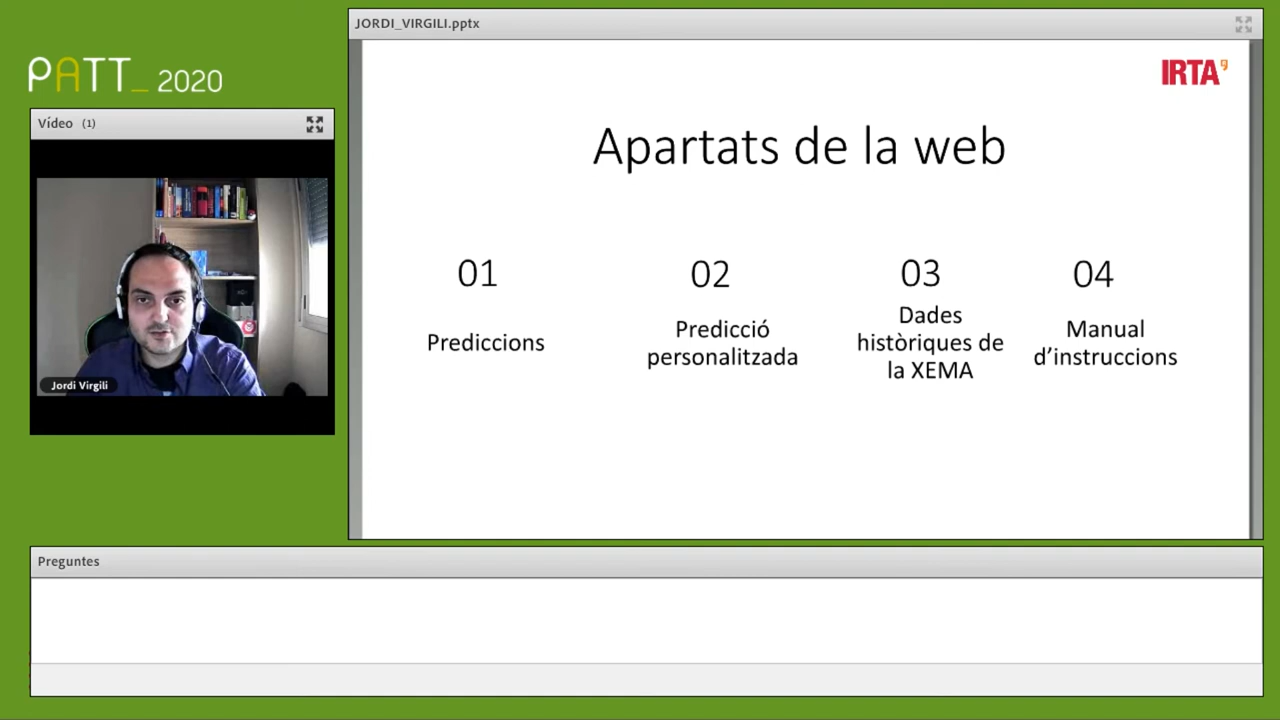 PATT_ 2020
JORDI_VIRGILI.pptx
Vídeo (1)
Jordi Virgili
IRTA
Apartats de la web
01
Prediccions
02
Predicció
personalitzada
03
Dades
històriques de
la XEMA
04
Manual
d’instruccions
Preguntes